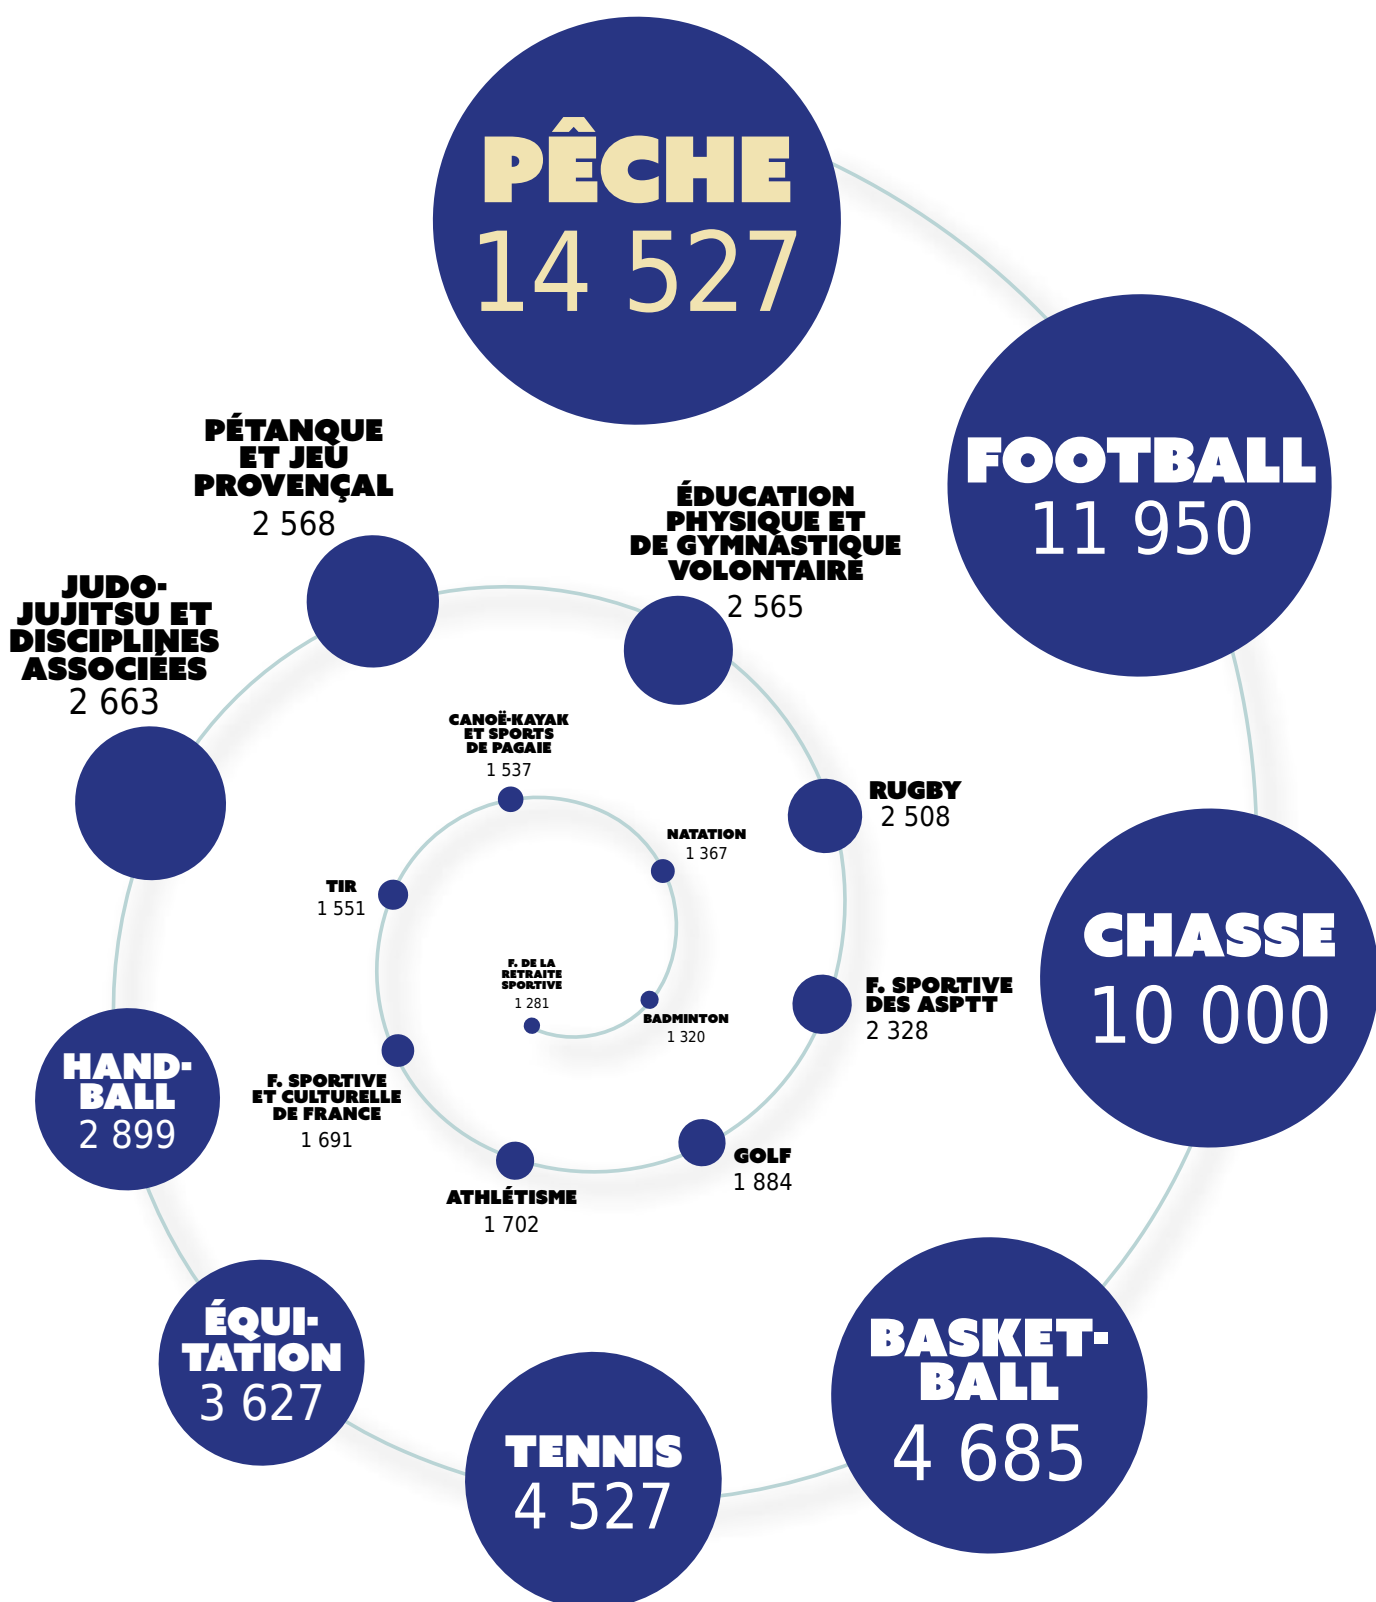 PÊCHE
14 527
FOOTBALL
11 950
CHASSE
10 000
BASKET-
BALL
4 685
TENNIS
4 527
ÉQUI-
TATION
3 627
HAND-
BALL
2 899
JUDO-
JUJITSU ET
DISCIPLINES
ASSOCIÉES
2 663
PÉTANQUE
ET JEU
PROVENÇAL
2 568
ÉDUCATION
PHYSIQUE ET
DE GYMNASTIQUE
VOLONTAIRE
2 565
RUGBY
2 508
F. SPORTIVE
DES ASPTT
2 328
GOLF
1 884
ATHLÉTISME
1 702
F. SPORTIVE
ET CULTURELLE
DE FRANCE
1 691
TIR
1 551
CANOË-KAYAK
ET SPORTS
DE PAGAIE
1 537
NATATION
1 367
BADMINTON
1 320
F. DE LA
RETRAITE
SPORTIVE
1 281